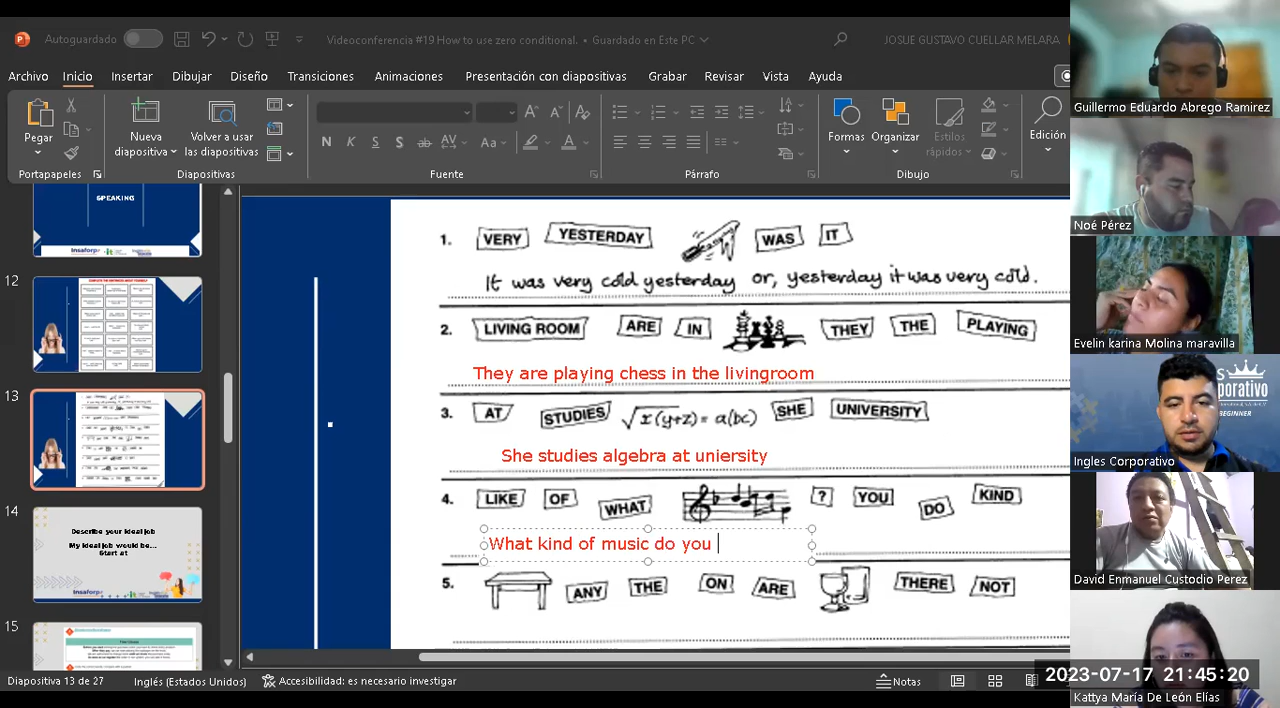 Autoguardado
Videoconferencia #19 How to use zero conditional. • Guardado en Este PC
JOSUE GUSTAVO CUELLAR MELARA
Archivo Inicio Insertar Dibujar Diseño Transiciones Animaciones Presentación con diapositivas Grabar Revisar Vista Ayuda
Pegar
Nueva diapositiva
Volver a usar las diapositivas
Formas
Organizar
Estilos rápidos
Edición
N K S S ab AV Aa A
Portapapeles Diapositivas Fuente Párrafo Dibujo
SPEAKING
Insaforp
12
13
14
Describe your ideal job
My ideal job would be...
Start at
15
1. VERY YESTERDAY WAS IT
It was very cold yesterday or, yesterday it was very cold.
2. LIVING ROOM ARE IN THEY THE PLAYING
They are playing chess in the livingroom
3. AT STUDIES √x(y+z) = a(bc) SHE UNIVERSITY
She studies algebra at uniersity
4. LIKE OF WHAT ? YOU DO KIND
What kind of music do you
5. ANY THE ON ARE THERE NOT
Diapositiva 13 de 27
Inglés (Estados Unidos)
Accesibilidad: es necesario investigar
Notas
Guillermo Eduardo Abrego Ramirez
Noé Pérez
Evelin karina Molina maravilla
S
rporativo
BEGINNER
Ingles Corporativo
David Enmanuel Custodio Perez
2023-07-17 21:45:20
Kattya María De León Elías